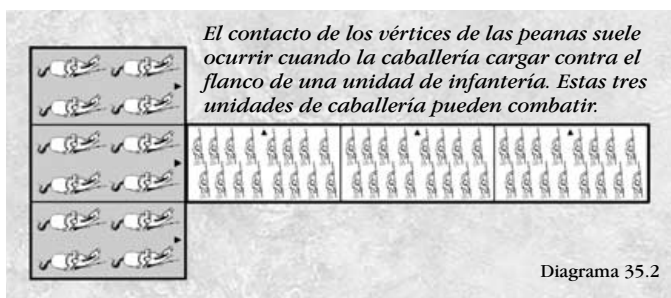 El contacto de los vértices de las peanas suele
ocurrir cuando la caballería cargar contra el
flanco de una unidad de infantería. Estas tres
unidades de caballería pueden combatir.
Diagrama 35.2